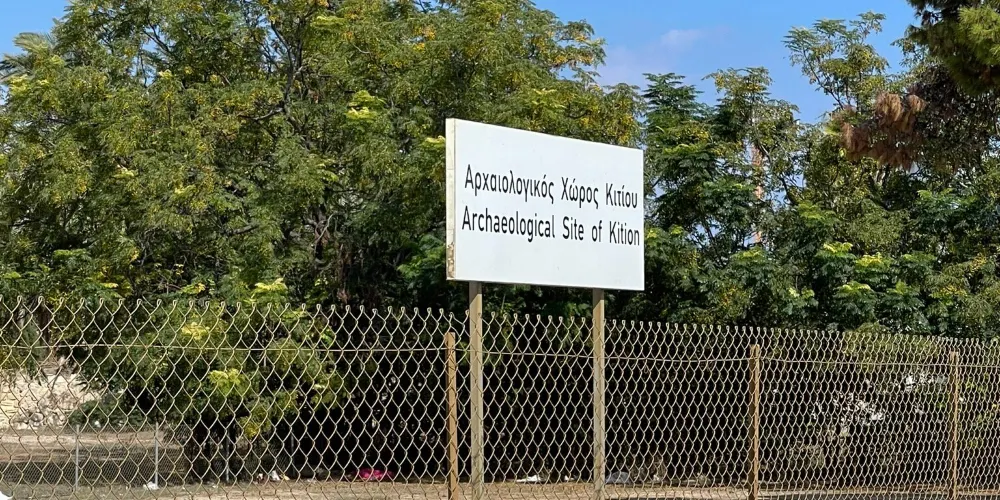 Αρχαιολογικός Χώρος Κιτίου
Archaeological Site of Kition